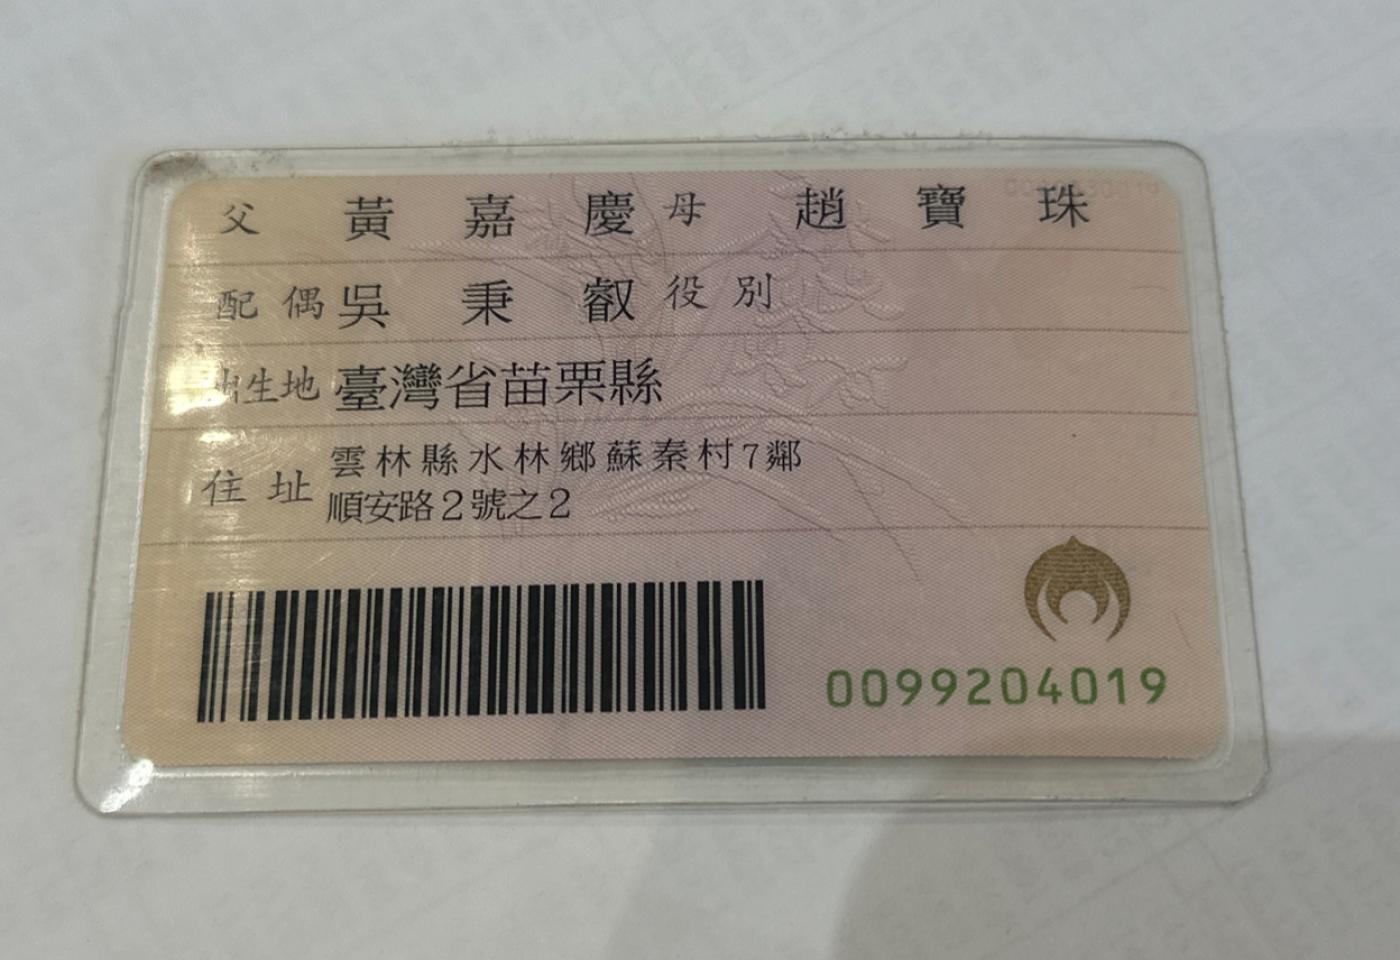 父 黃嘉慶 母 趙寶珠
配偶 吳秉叡 役別
出生地 臺灣省苗栗縣
住址 雲林縣水林鄉蘇秦村7鄰
順安路2號之2
0099204019